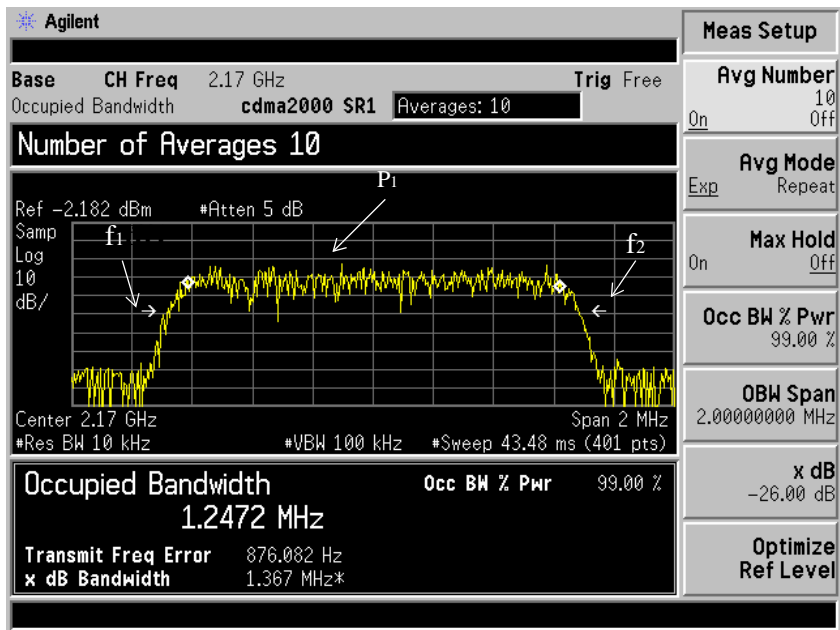 Agilent
Meas Setup
Base CH Freq 2.17 GHz Trig Free
Occupied Bandwidth cdma2000 SR1 Averages: 10
Number of Averages 10
P1
Ref -2.182 dBm #Atten 5 dB
Samp
Log
10
dB/
f1
f2
Center 2.17 GHz Span 2 MHz
#Res BW 10 kHz #VBW 100 kHz #Sweep 43.48 ms (401 pts)
Occupied Bandwidth Occ BW % Pwr 99.00 %
1.2472 MHz
Transmit Freq Error 876.082 Hz
x dB Bandwidth 1.367 MHz*
Avg Number
10
On Off
Avg Mode
Exp Repeat
Max Hold
On Off
Occ BW % Pwr
99.00 %
OBW Span
2.00000000 MHz
x dB
-26.00 dB
Optimize
Ref Level